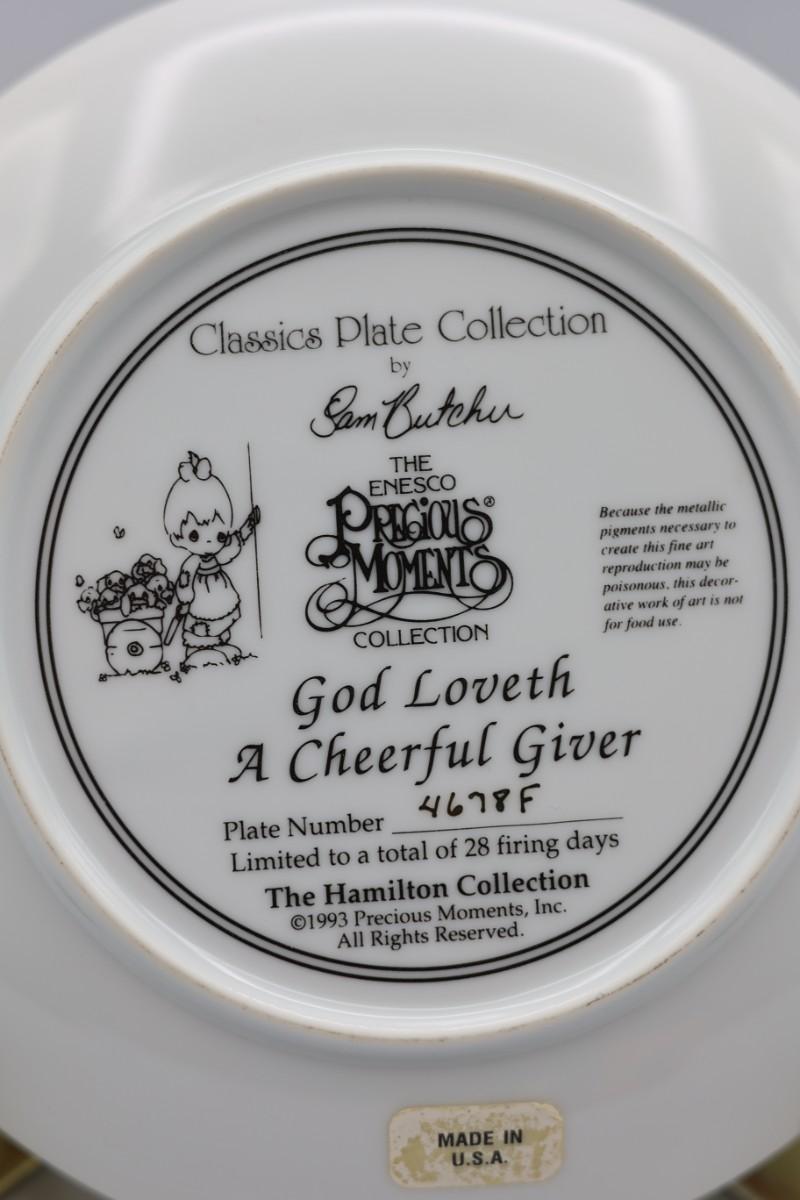 Classics Plate Collection
by
Sam Butcher
THE
ENESCO
PRECIOUS®
MOMENTS
COLLECTION
Because the metallic
pigments necessary to
create this fine art
reproduction may be
poisonous, this decor-
ative work of art is not
for food use.
God Loveth
A Cheerful Giver
Plate Number 4678F
Limited to a total of 28 firing days
The Hamilton Collection
©1993 Precious Moments, Inc.
All Rights Reserved.
MADE IN
U.S.A.